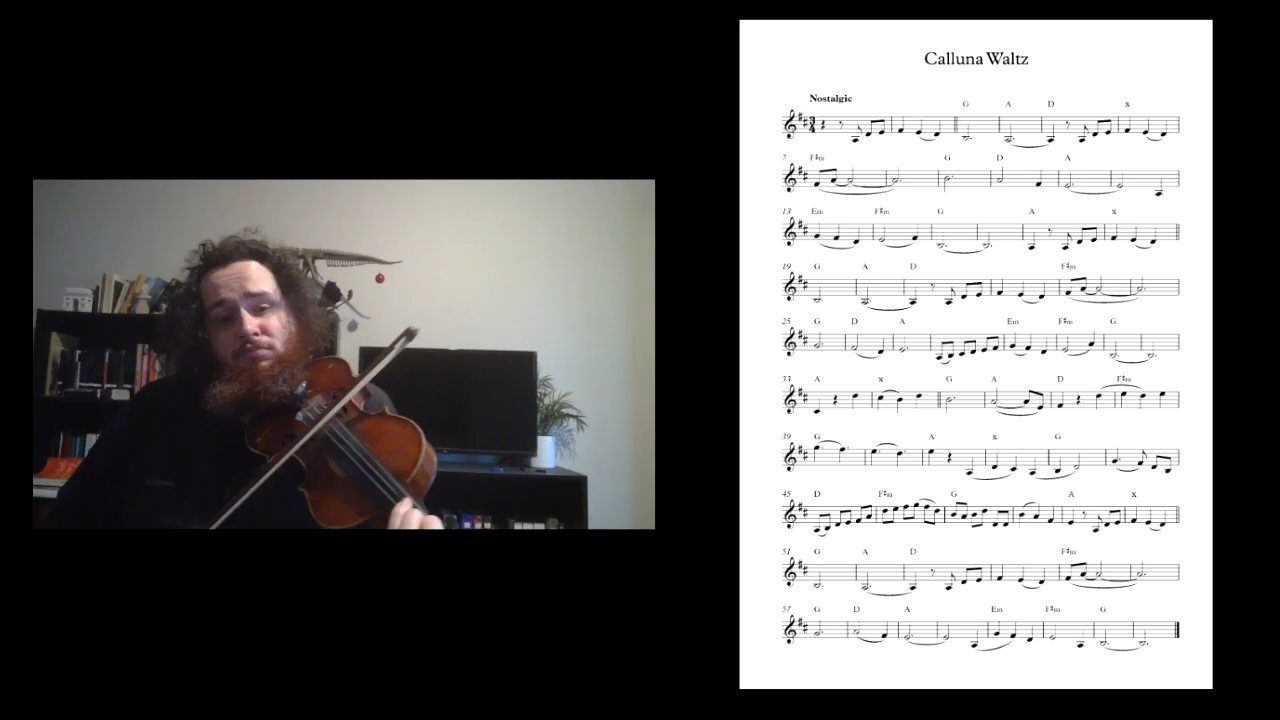 Calluna Waltz
Nostalgic
G A D x
7 F♯m G D A
13 Em F♯m G A x
19 G A D F♯m
25 G D A Em F♯m G
33 A x G A D F♯m
39 G A x G
45 D F♯m G A x
51 G A D F♯m
57 G D A Em F♯m G